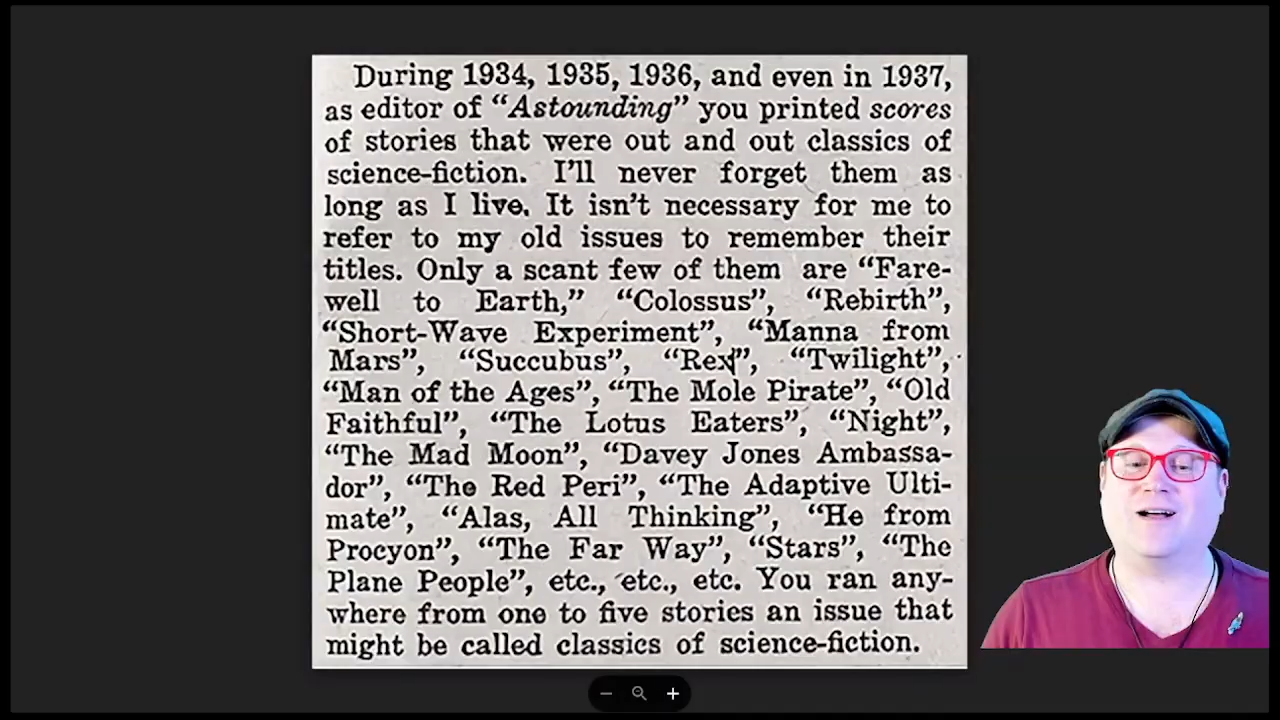 During 1934, 1935, 1936, and even in 1937,
as editor of “Astounding” you printed scores
of stories that were out and out classics of
science-fiction. I’ll never forget them as
long as I live. It isn’t necessary for me to
refer to my old issues to remember their
titles. Only a scant few of them are “Fare-
well to Earth,” “Colossus”, “Rebirth”,
“Short-Wave Experiment”, “Manna from
Mars”, “Succubus”, “Rex”, “Twilight”,
“Man of the Ages”, “The Mole Pirate”, “Old
Faithful”, “The Lotus Eaters”, “Night”,
“The Mad Moon”, “Davey Jones Ambassa-
dor”, “The Red Peri”, “The Adaptive Ulti-
mate”, “Alas, All Thinking”, “He from
Procyon”, “The Far Way”, “Stars”, “The
Plane People”, etc., etc., etc. You ran any-
where from one to five stories an issue that
might be called classics of science-fiction.